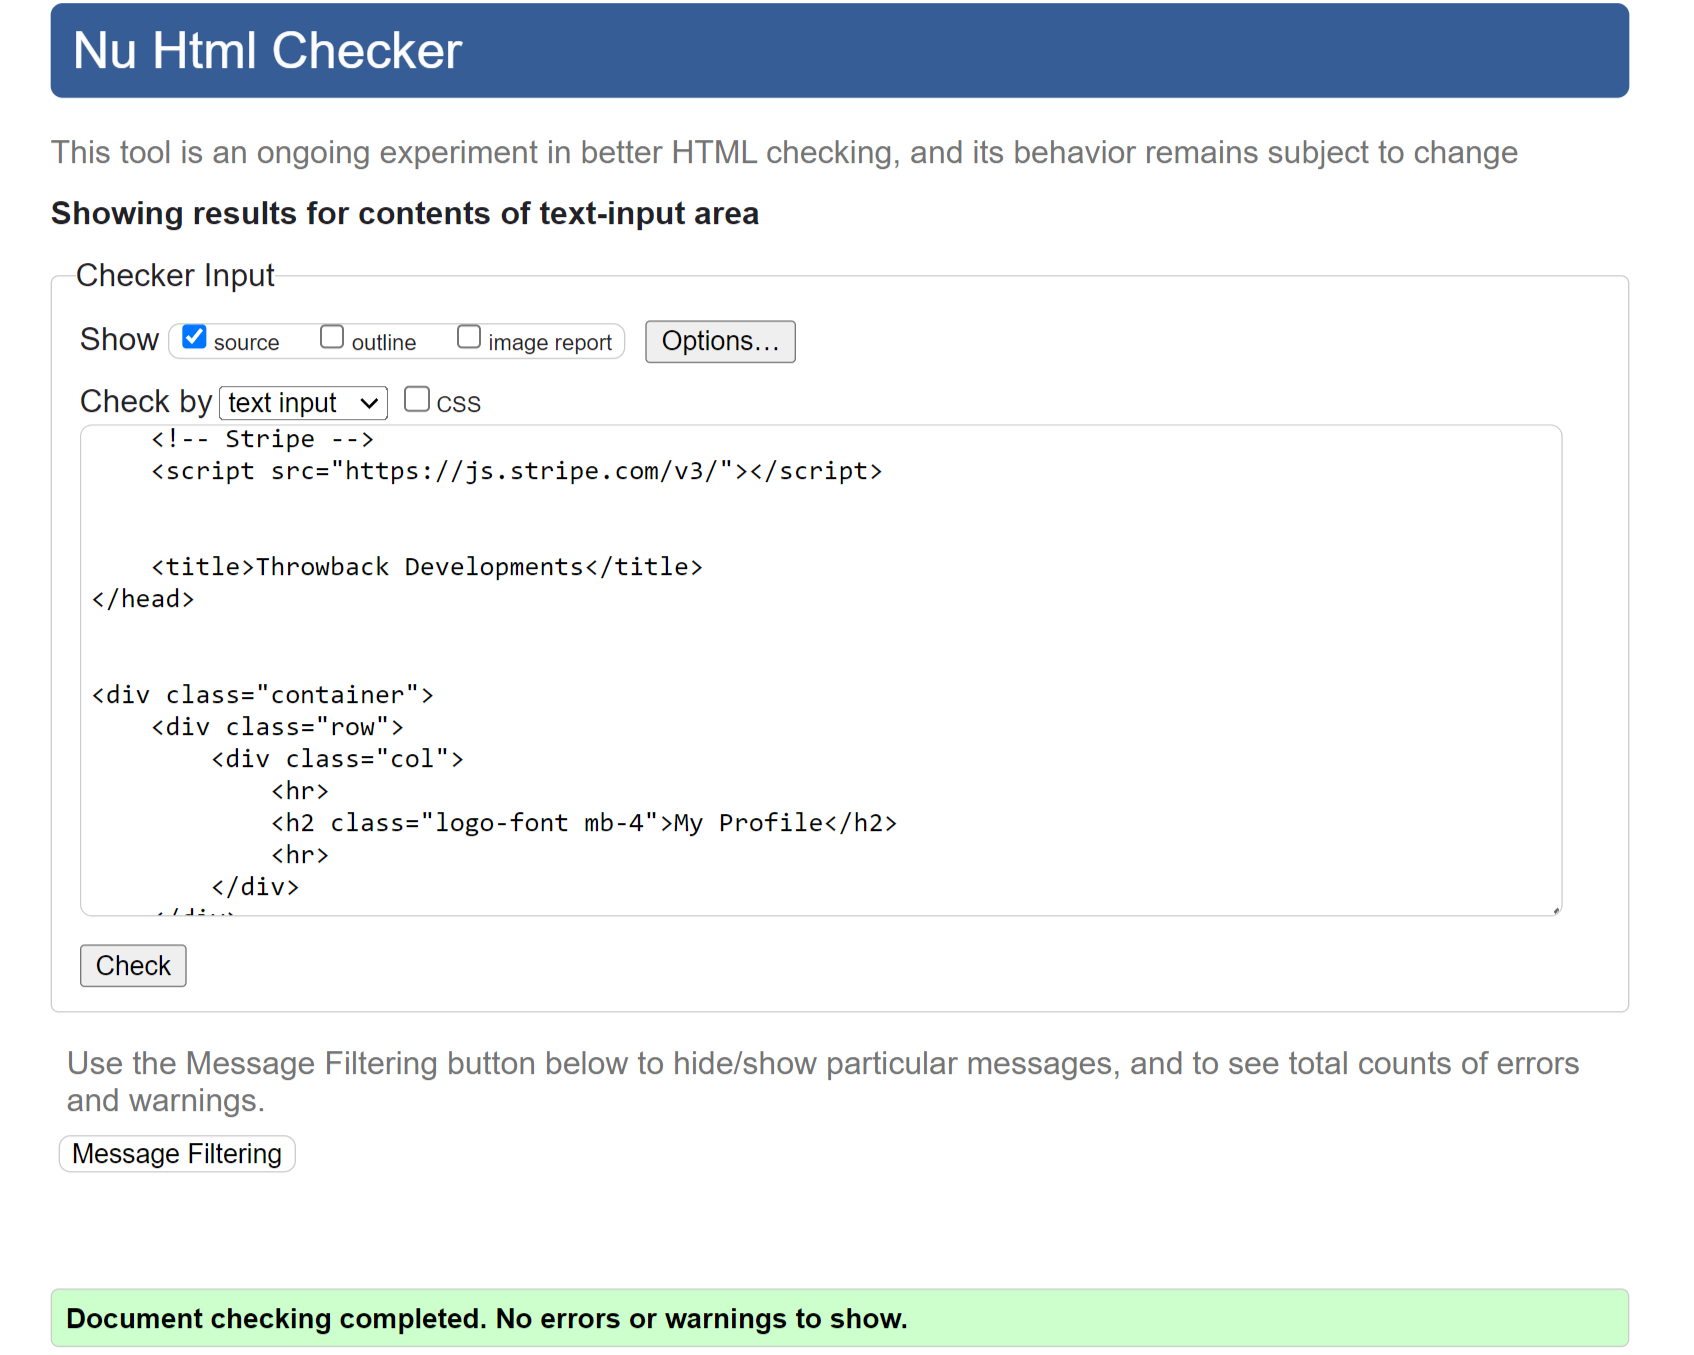 Nu Html Checker
This tool is an ongoing experiment in better HTML checking, and its behavior remains subject to change
Showing results for contents of text-input area
Checker Input
Show source outline image report Options...
Check by text input CSS
<!-- Stripe -->
<script src="https://js.stripe.com/v3/"></script>
<title>Throwback Developments</title>
</head>
<div class="container">
<div class="row">
<div class="col">
<hr>
<h2 class="logo-font mb-4">My Profile</h2>
<hr>
</div>
</div>
Check
Use the Message Filtering button below to hide/show particular messages, and to see total counts of errors
and warnings.
Message Filtering
Document checking completed. No errors or warnings to show.